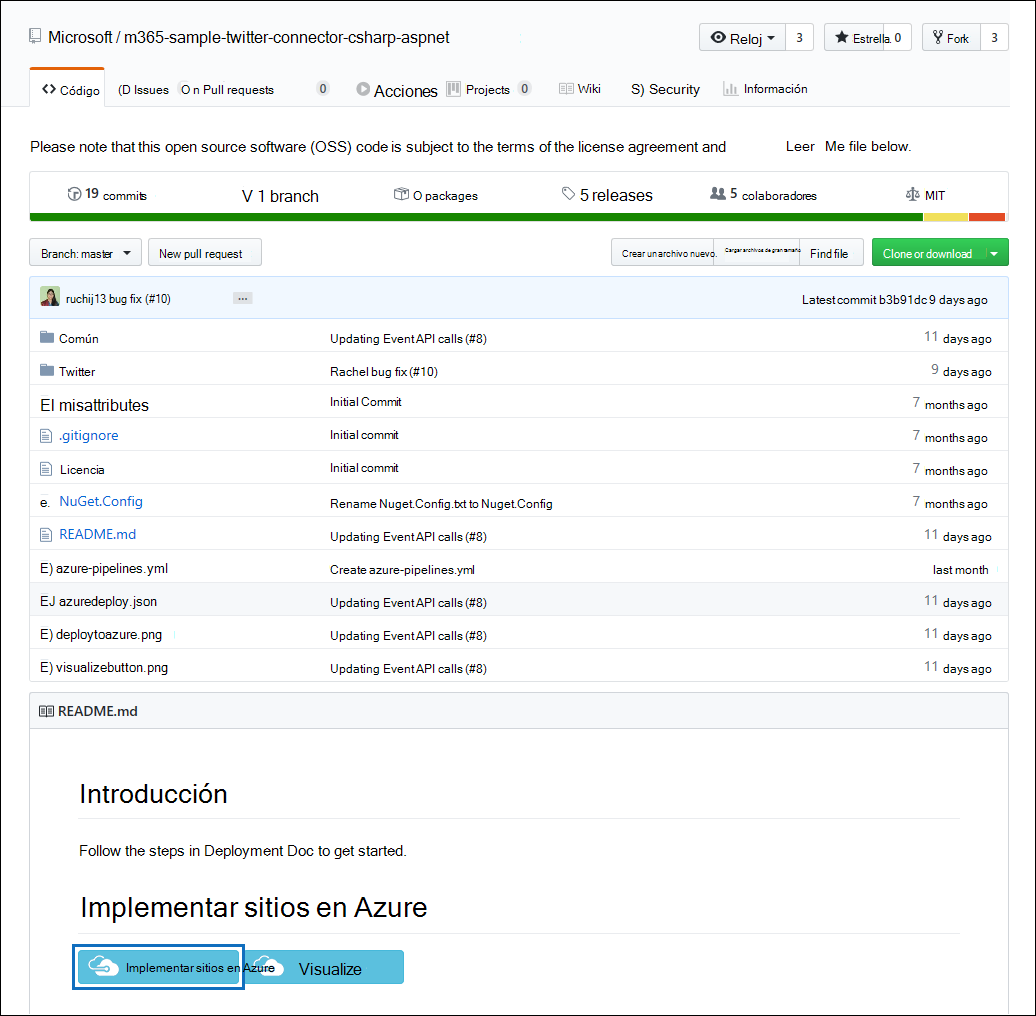 Microsoft / m365-sample-twitter-connector-csharp-aspnet
Reloj 3 Estrella. 0 Fork 3
Código (D Issues O n Pull requests 0 Acciones Projects 0 Wiki S) Security Información
Please note that this open source software (OSS) code is subject to the terms of the license agreement and Leer Me file below.
19 commits V 1 branch O packages 5 releases 5 colaboradores MIT
Branch: master New pull request Crear un archivo nuevo. Cargar archivos de gran tamaño Find file Clone or download
ruchij13 bug fix (#10) ... Latest commit b3b91dc 9 days ago
Común Updating Event API calls (#8) 11 days ago
Twitter Rachel bug fix (#10) 9 days ago
El misattributes Initial Commit 7 months ago
.gitignore Initial commit 7 months ago
Licencia Initial commit 7 months ago
e. NuGet.Config Rename Nuget.Config.txt to Nuget.Config 7 months ago
README.md Updating Event API calls (#8) 11 days ago
E) azure-pipelines.yml Create azure-pipelines.yml last month
EJ azuredeploy.json Updating Event API calls (#8) 11 days ago
E) deploytoazure.png Updating Event API calls (#8) 11 days ago
E) visualizebutton.png Updating Event API calls (#8) 11 days ago
README.md
Introducción
Follow the steps in Deployment Doc to get started.
Implementar sitios en Azure
Implementar sitios en Azure Visualize